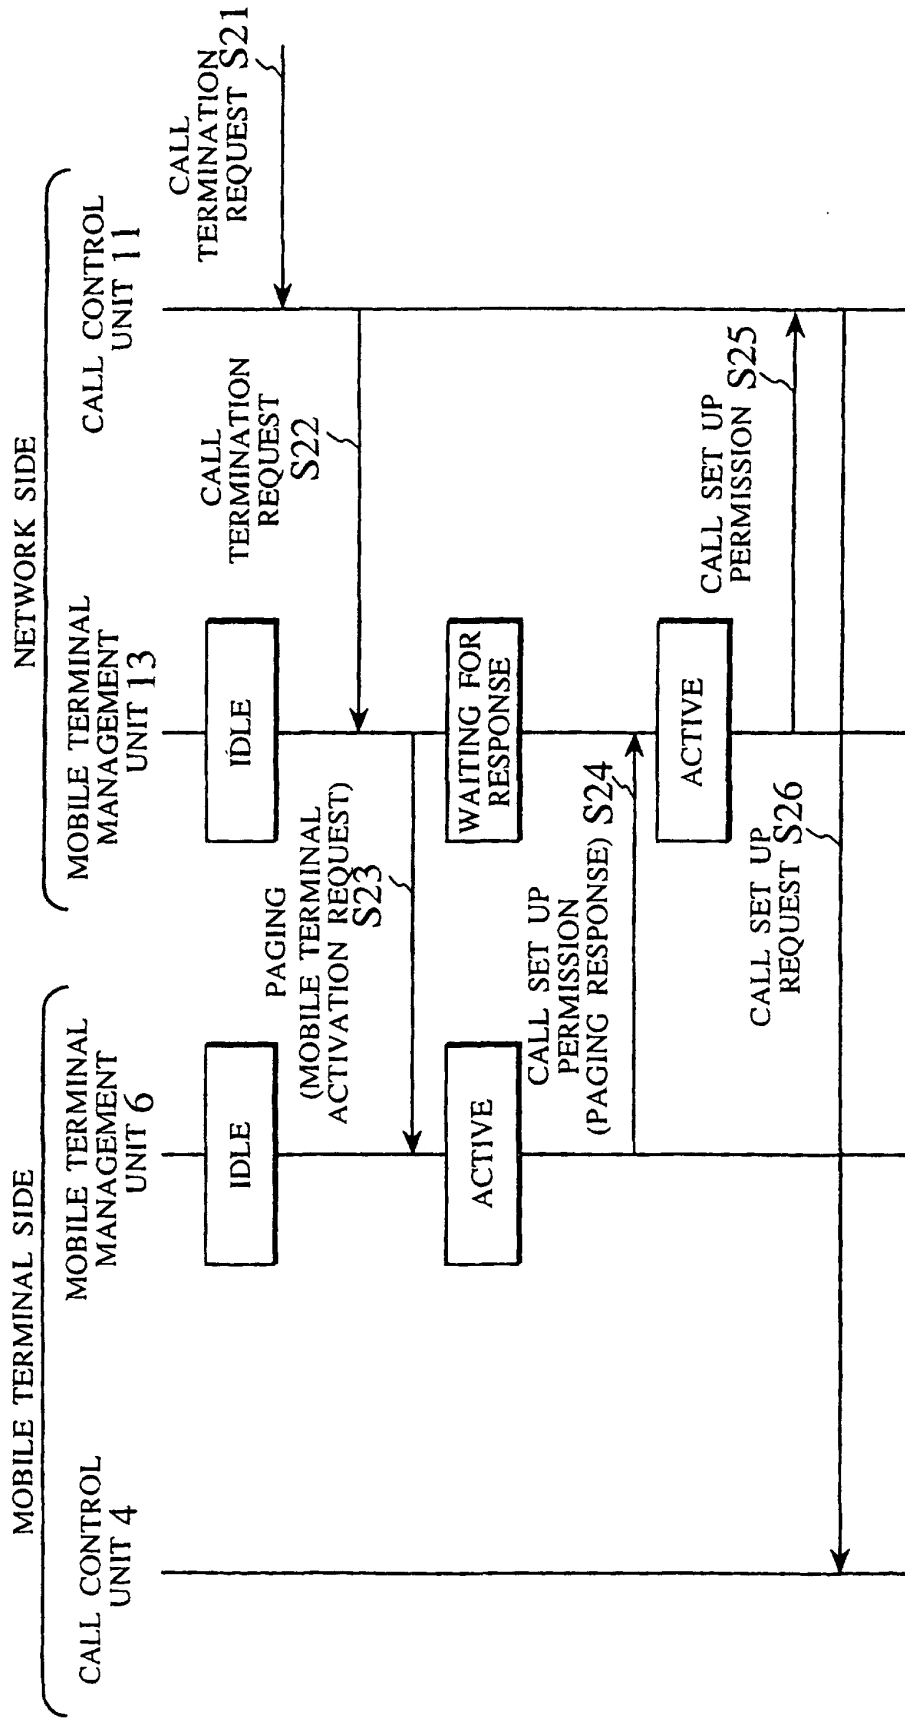 MOBILE TERMINAL SIDE
NETWORK SIDE
CALL CONTROL
UNIT 4
MOBILE TERMINAL
MANAGEMENT
UNIT 6
MOBILE TERMINAL
MANAGEMENT
UNIT 13
CALL CONTROL
UNIT 11
CALL
TERMINATION
REQUEST S21
IDLE
IDLE
CALL
TERMINATION
REQUEST
S22
PAGING
(MOBILE TERMINAL
ACTIVATION REQUEST)
S23
ACTIVE
WAITING FOR
RESPONSE
CALL SET UP
PERMISSION
(PAGING RESPONSE) S24
ACTIVE
CALL SET UP
PERMISSION S25
CALL SET UP
REQUEST S26